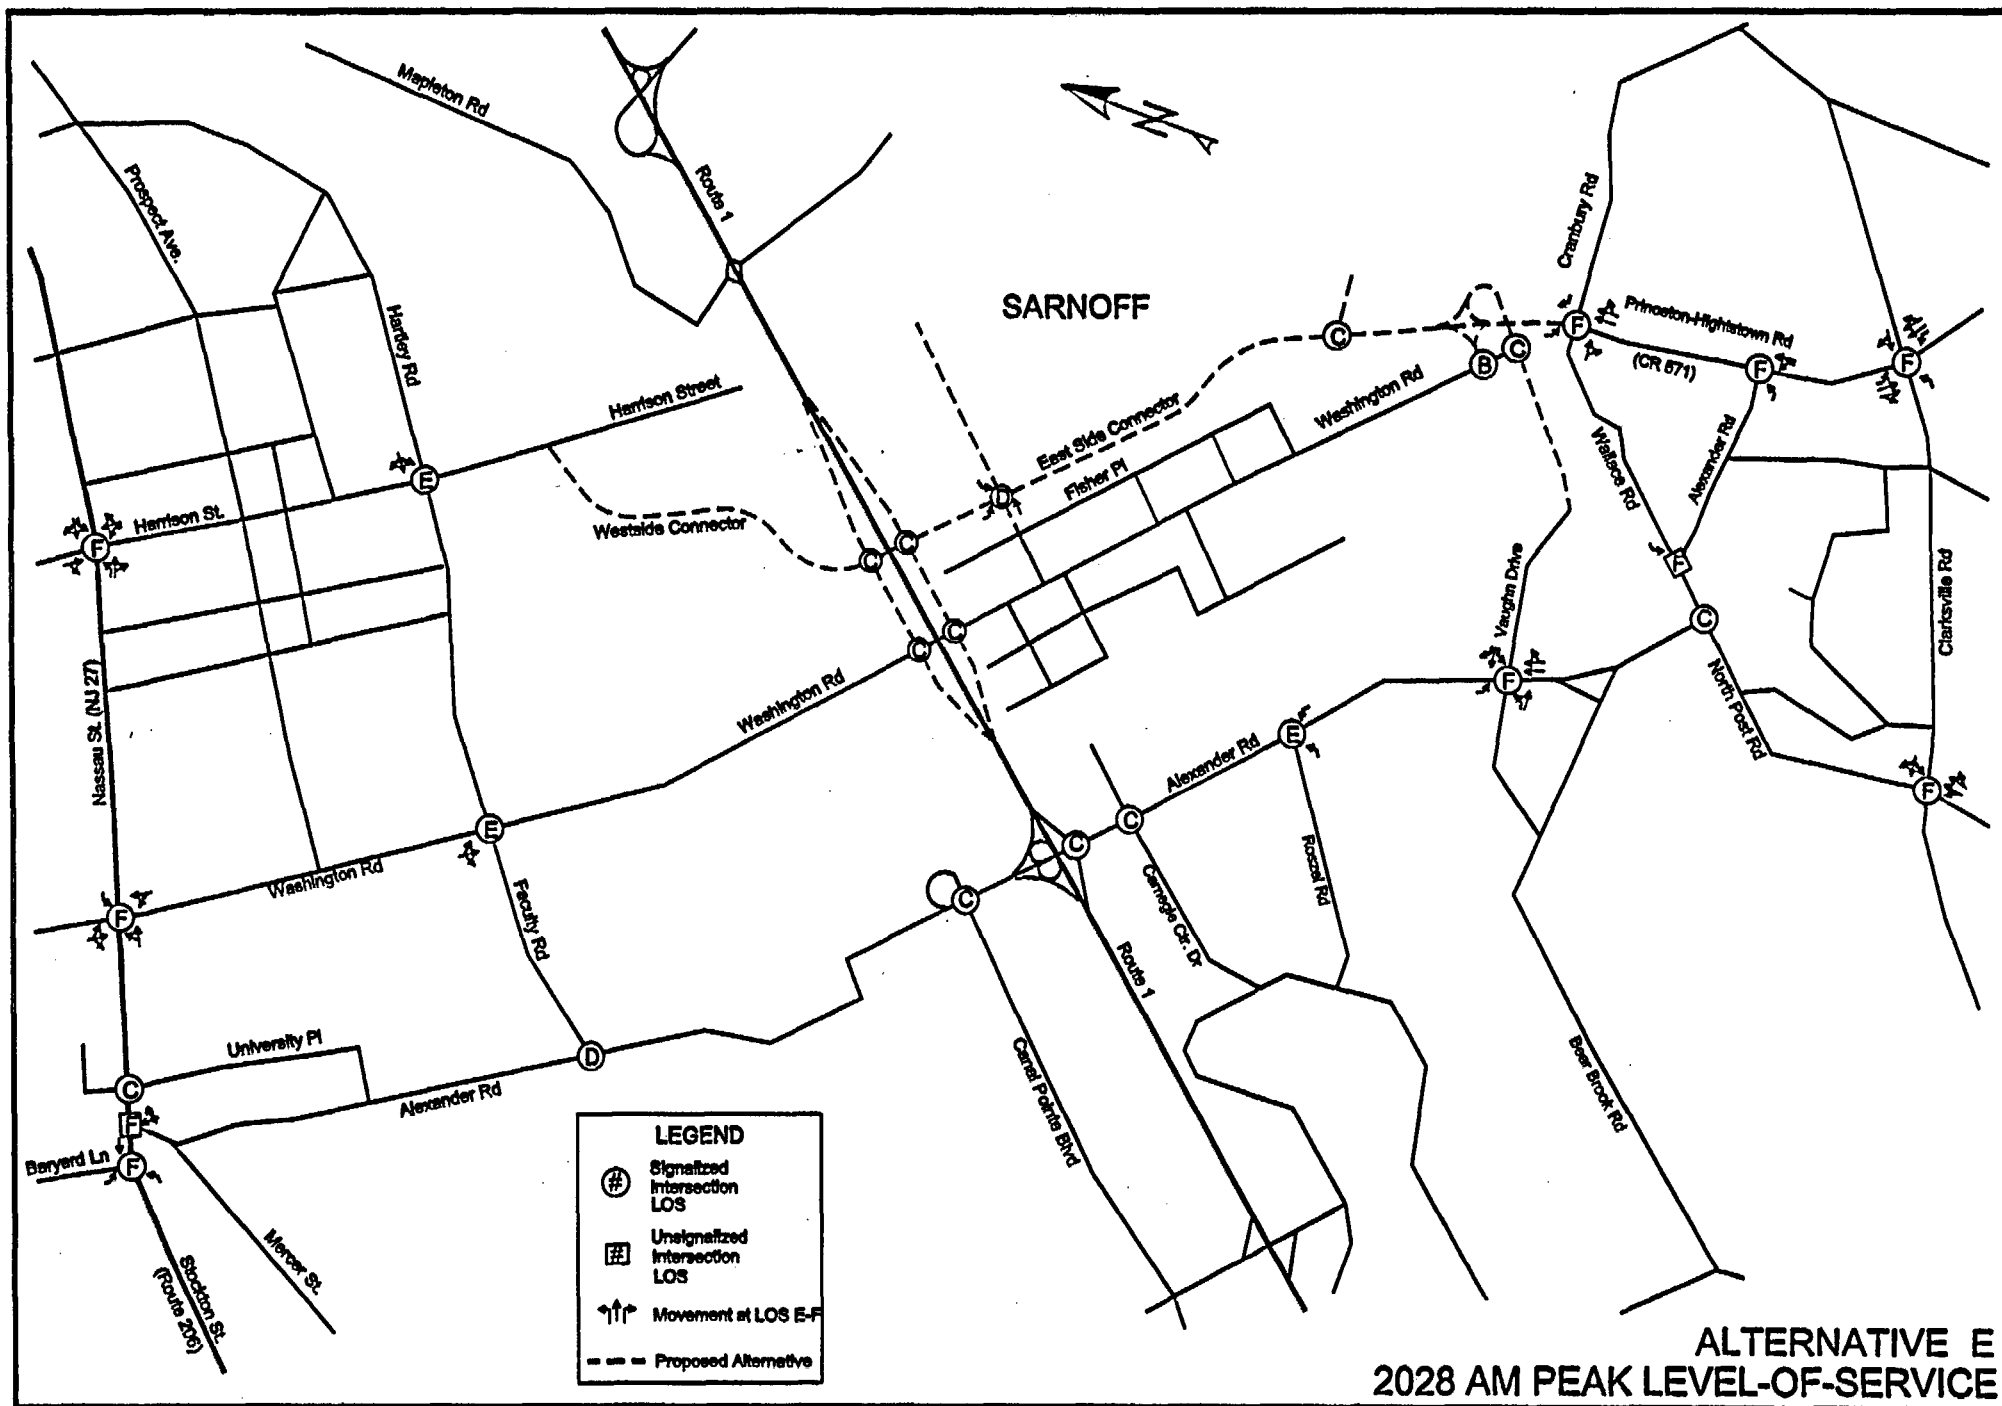 Mapleton Rd
N
Prospect Ave.
Route 1
Cranbury Rd
SARNOFF
Princeton-Hightstown Rd
F
F
(CR 571)
F
C
C
B
Hartley Rd
Harrison Street
Washington Rd
East Side Connector
Fisher Pl
Wallace Rd
Alexander Rd
E
D
Harrison St.
Westside Connector
F
C
C
F
Vaughn Drive
Clarksville Rd
C
C
C
Nassau St. (NJ 27)
Washington Rd
F
North Post Rd
E
Alexander Rd
F
E
C
C
Roszel Rd
Washington Rd
Carnegie Ctr. Dr
C
Faculty Rd
F
Route 1
University Pl
D
Canal Pointe Blvd
Bear Brook Rd
C
Alexander Rd
F
Baryard Ln
F
Mercer St.
Stockton St.
(Route 206)
LEGEND
# Signalized
Intersection
LOS
# Unsignalized
Intersection
LOS
Movement at LOS E-F
Proposed Alternative
ALTERNATIVE E
2028 AM PEAK LEVEL-OF-SERVICE